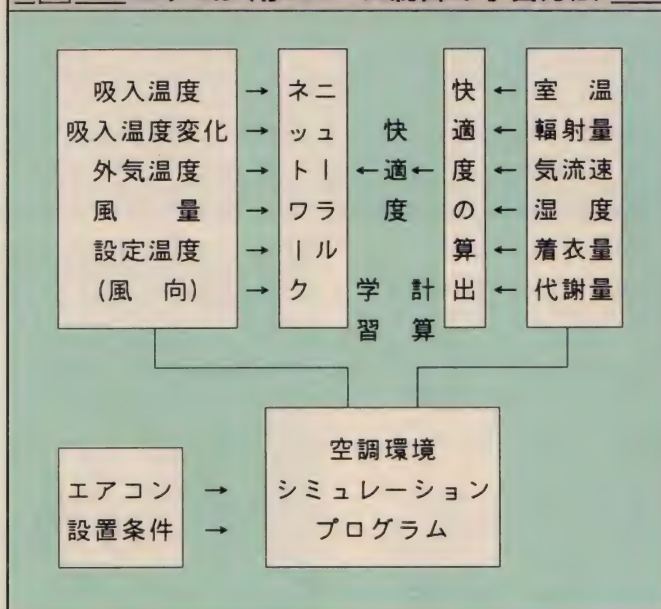 吸入温度 →
吸入温度変化 →
外気温度 →
風 量 →
設定温度 →
(風 向) →
ニューラル
ネットワーク
←快適度←
学習
計算
快適度の算出
← 室 温
← 輻射量
← 気流速
← 湿 度
← 着衣量
← 代謝量
エアコン →
設置条件 →
空調環境
シミュレーション
プログラム